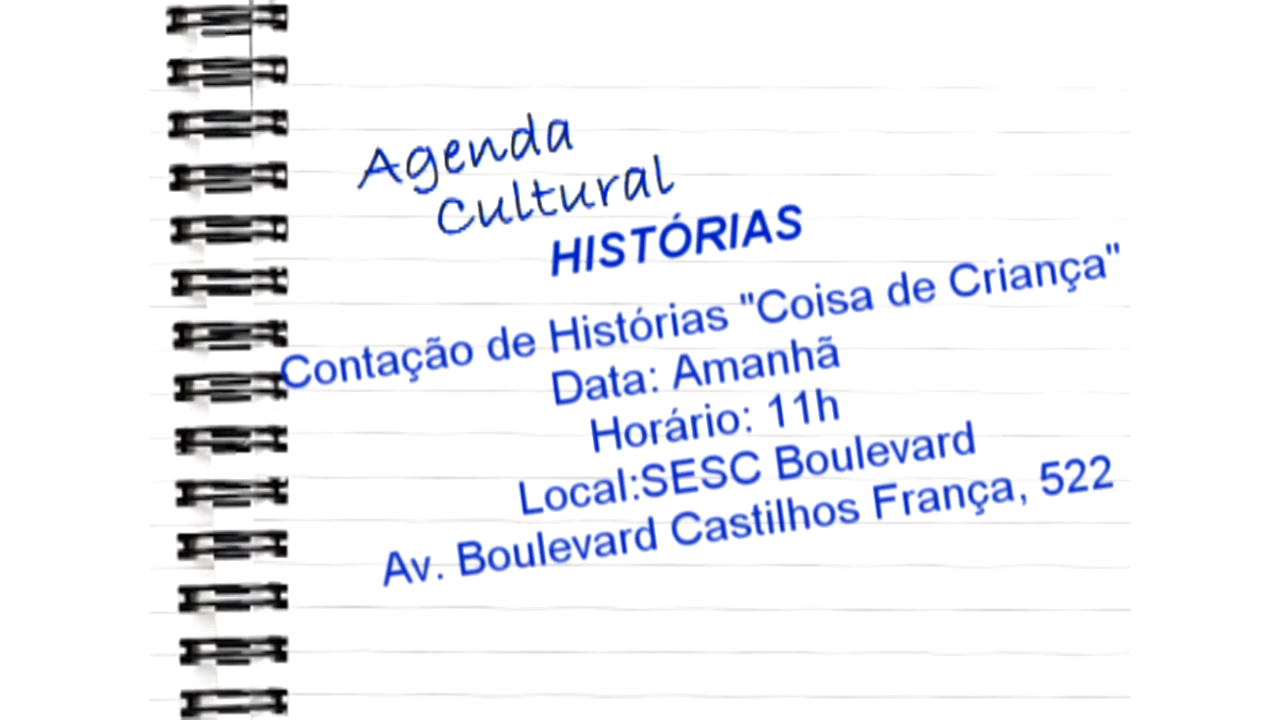 Agenda
Cultural
HISTÓRIAS
Contação de Histórias "Coisa de Criança"
Data: Amanhã
Horário: 11h
Local:SESC Boulevard
Av. Boulevard Castilhos França, 522